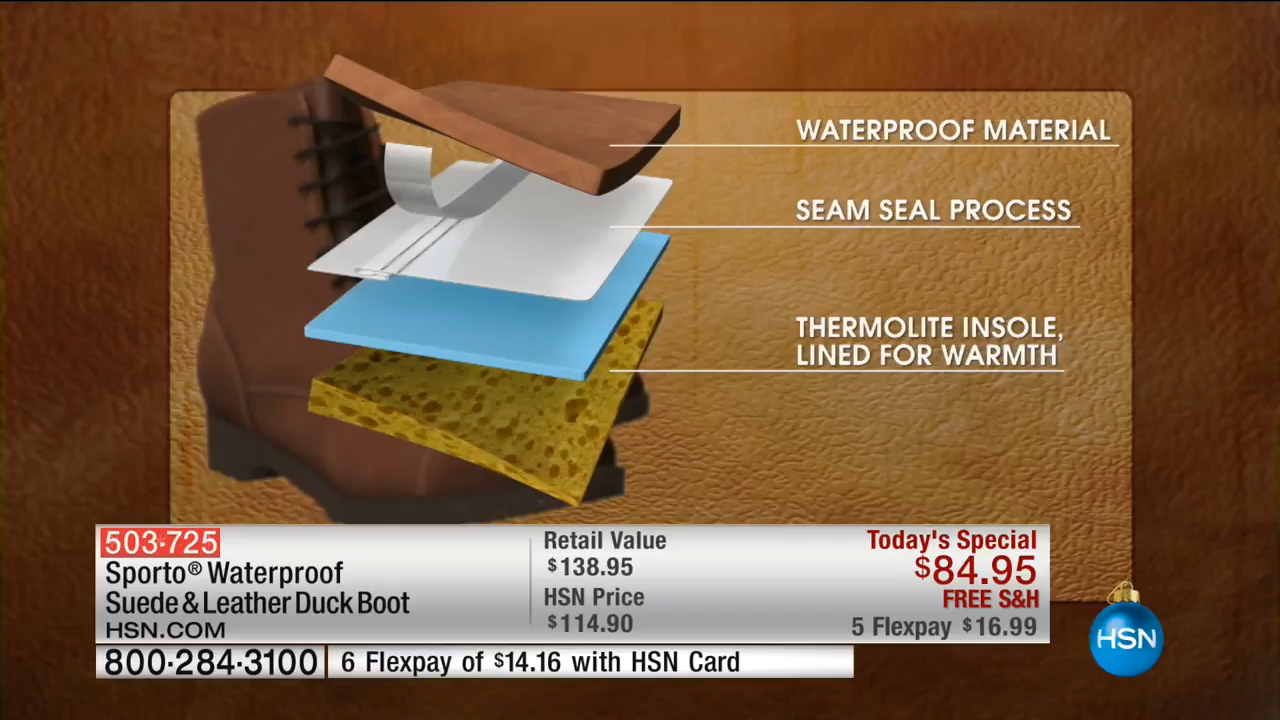 WATERPROOF MATERIAL
SEAM SEAL PROCESS
THERMOLITE INSOLE,
LINED FOR WARMTH
503·725
Sporto® Waterproof
Suede & Leather Duck Boot
HSN.COM
Retail Value
$138.95
HSN Price
$114.90
Today's Special
$84.95
FREE S&H
5 Flexpay $16.99
800·284·3100
6 Flexpay of $14.16 with HSN Card
HSN